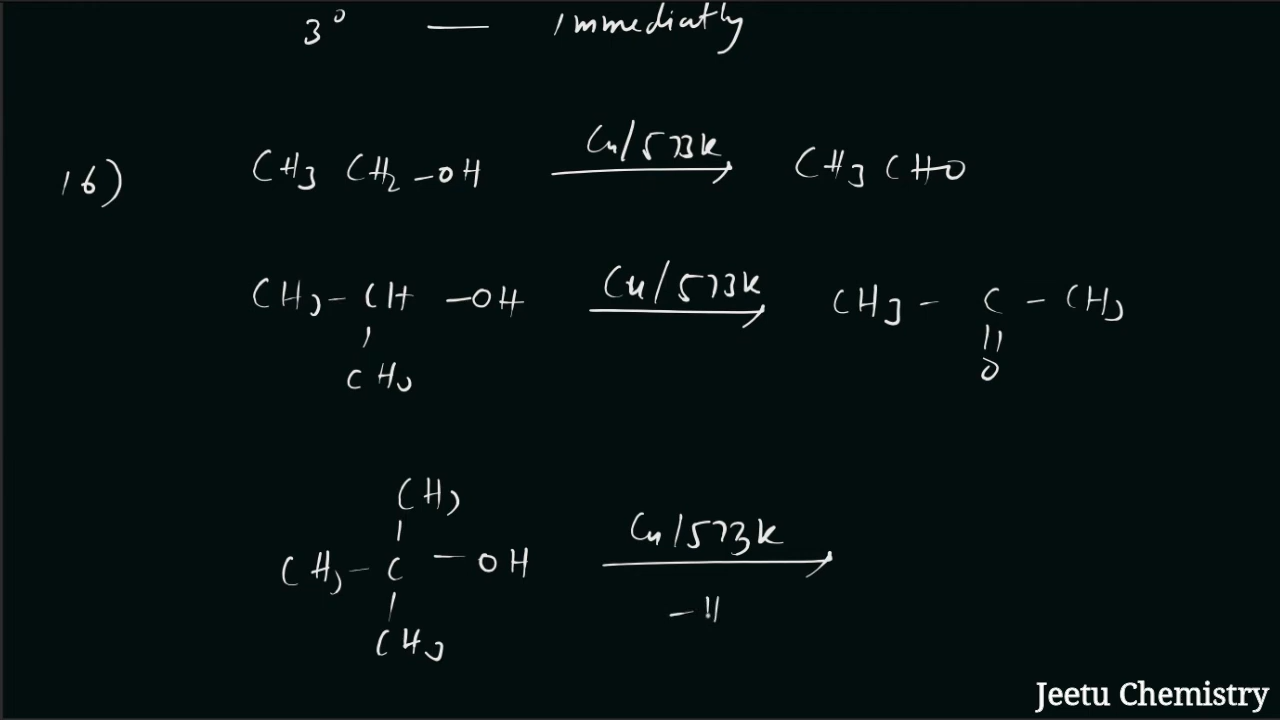 3° — Immediatly
16) CH3 CH2 -OH Cu/573K → CH3 CHO
CH3 - CH -OH Cu/573K → CH3 - C - CH3
CH3 O
CH3
CH3 - C - OH Cu/573K →
- H
CH3
Jeetu Chemistry